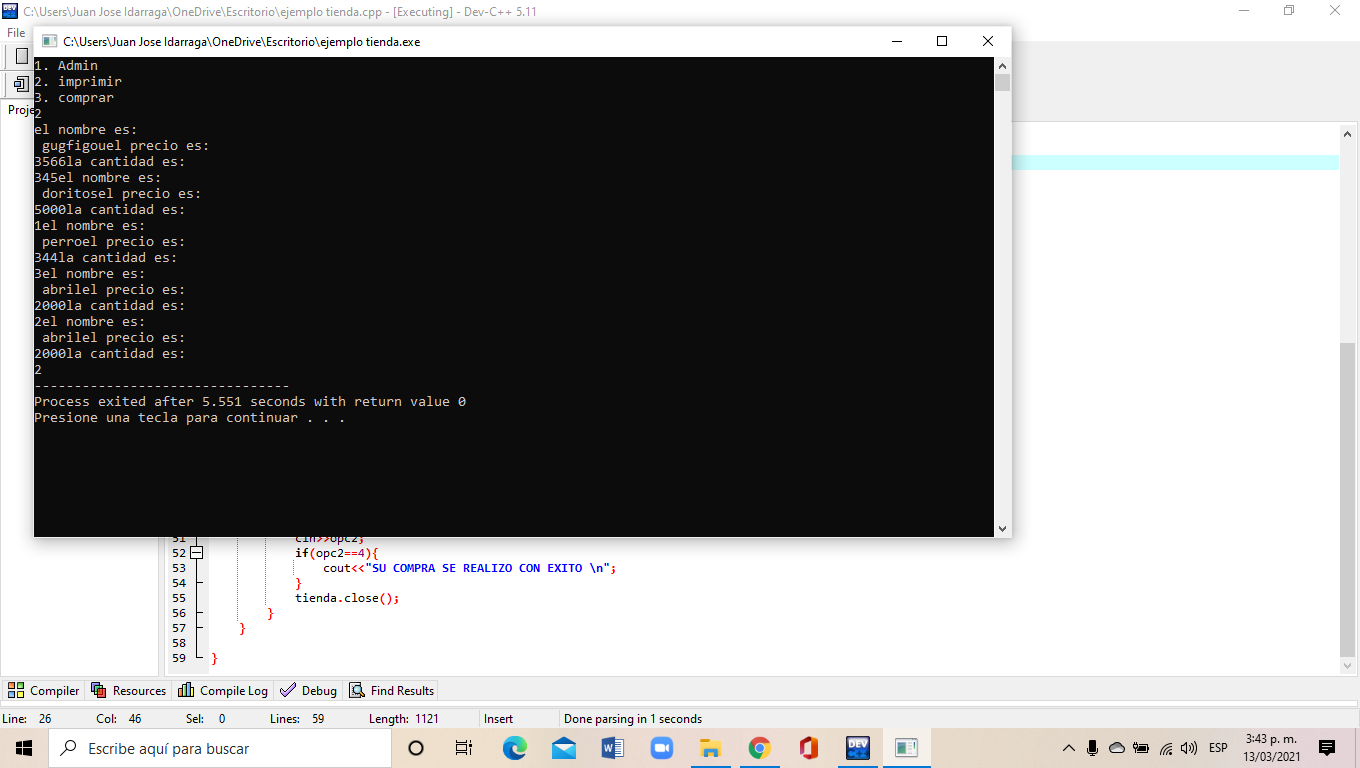 C:\Users\Juan Jose Idarraga\OneDrive\Escritorio\ejemplo tienda.cpp - [Executing] - Dev-C++ 5.11
File
C:\Users\Juan Jose Idarraga\OneDrive\Escritorio\ejemplo tienda.exe
Proje
1. Admin
2. imprimir
3. comprar
2
el nombre es:
 gugfigouel precio es:
3566la cantidad es:
345el nombre es:
 doritosel precio es:
5000la cantidad es:
1el nombre es:
 perroel precio es:
344la cantidad es:
3el nombre es:
 abrilel precio es:
2000la cantidad es:
2el nombre es:
 abrilel precio es:
2000la cantidad es:
2
--------------------------------
Process exited after 5.551 seconds with return value 0
Presione una tecla para continuar . . .
51 cin>>opc2;
52 if(opc2==4){
53 cout<<"SU COMPRA SE REALIZO CON EXITO \n";
54 }
55 tienda.close();
56 }
57 }
58
59 }
Compiler Resources Compile Log Debug Find Results
Line: 26 Col: 46 Sel: 0 Lines: 59 Length: 1121 Insert Done parsing in 1 seconds
Escribe aquí para buscar
DEV
ESP
3:43 p. m.
13/03/2021